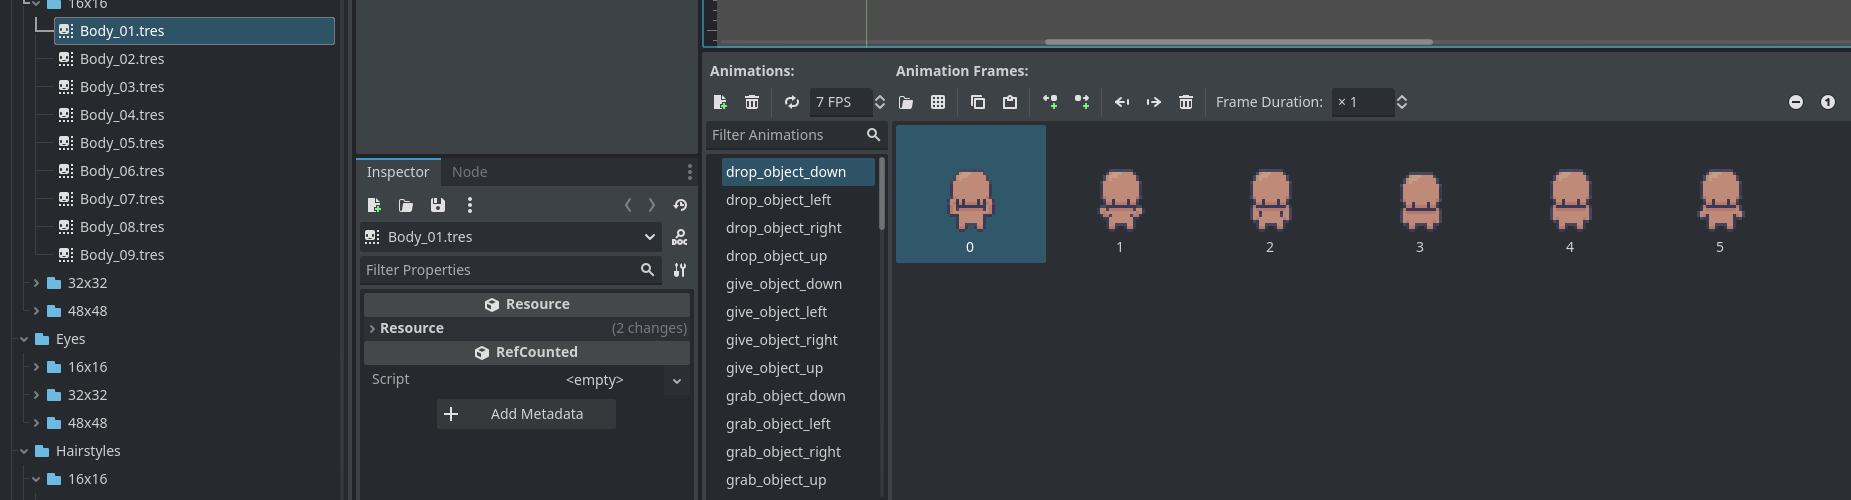 16x16
Body_01.tres
Body_02.tres
Body_03.tres
Body_04.tres
Body_05.tres
Body_06.tres
Body_07.tres
Body_08.tres
Body_09.tres
32x32
48x48
Eyes
16x16
32x32
48x48
Hairstyles
16x16
Inspector
Node
Body_01.tres
DOC
Filter Properties
Resource
Resource (2 changes)
RefCounted
Script <empty>
Add Metadata
Animations:
7 FPS
Filter Animations
drop_object_down
drop_object_left
drop_object_right
drop_object_up
give_object_down
give_object_left
give_object_right
give_object_up
grab_object_down
grab_object_left
grab_object_right
grab_object_up
Animation Frames:
Frame Duration: × 1
1
0 1 2 3 4 5